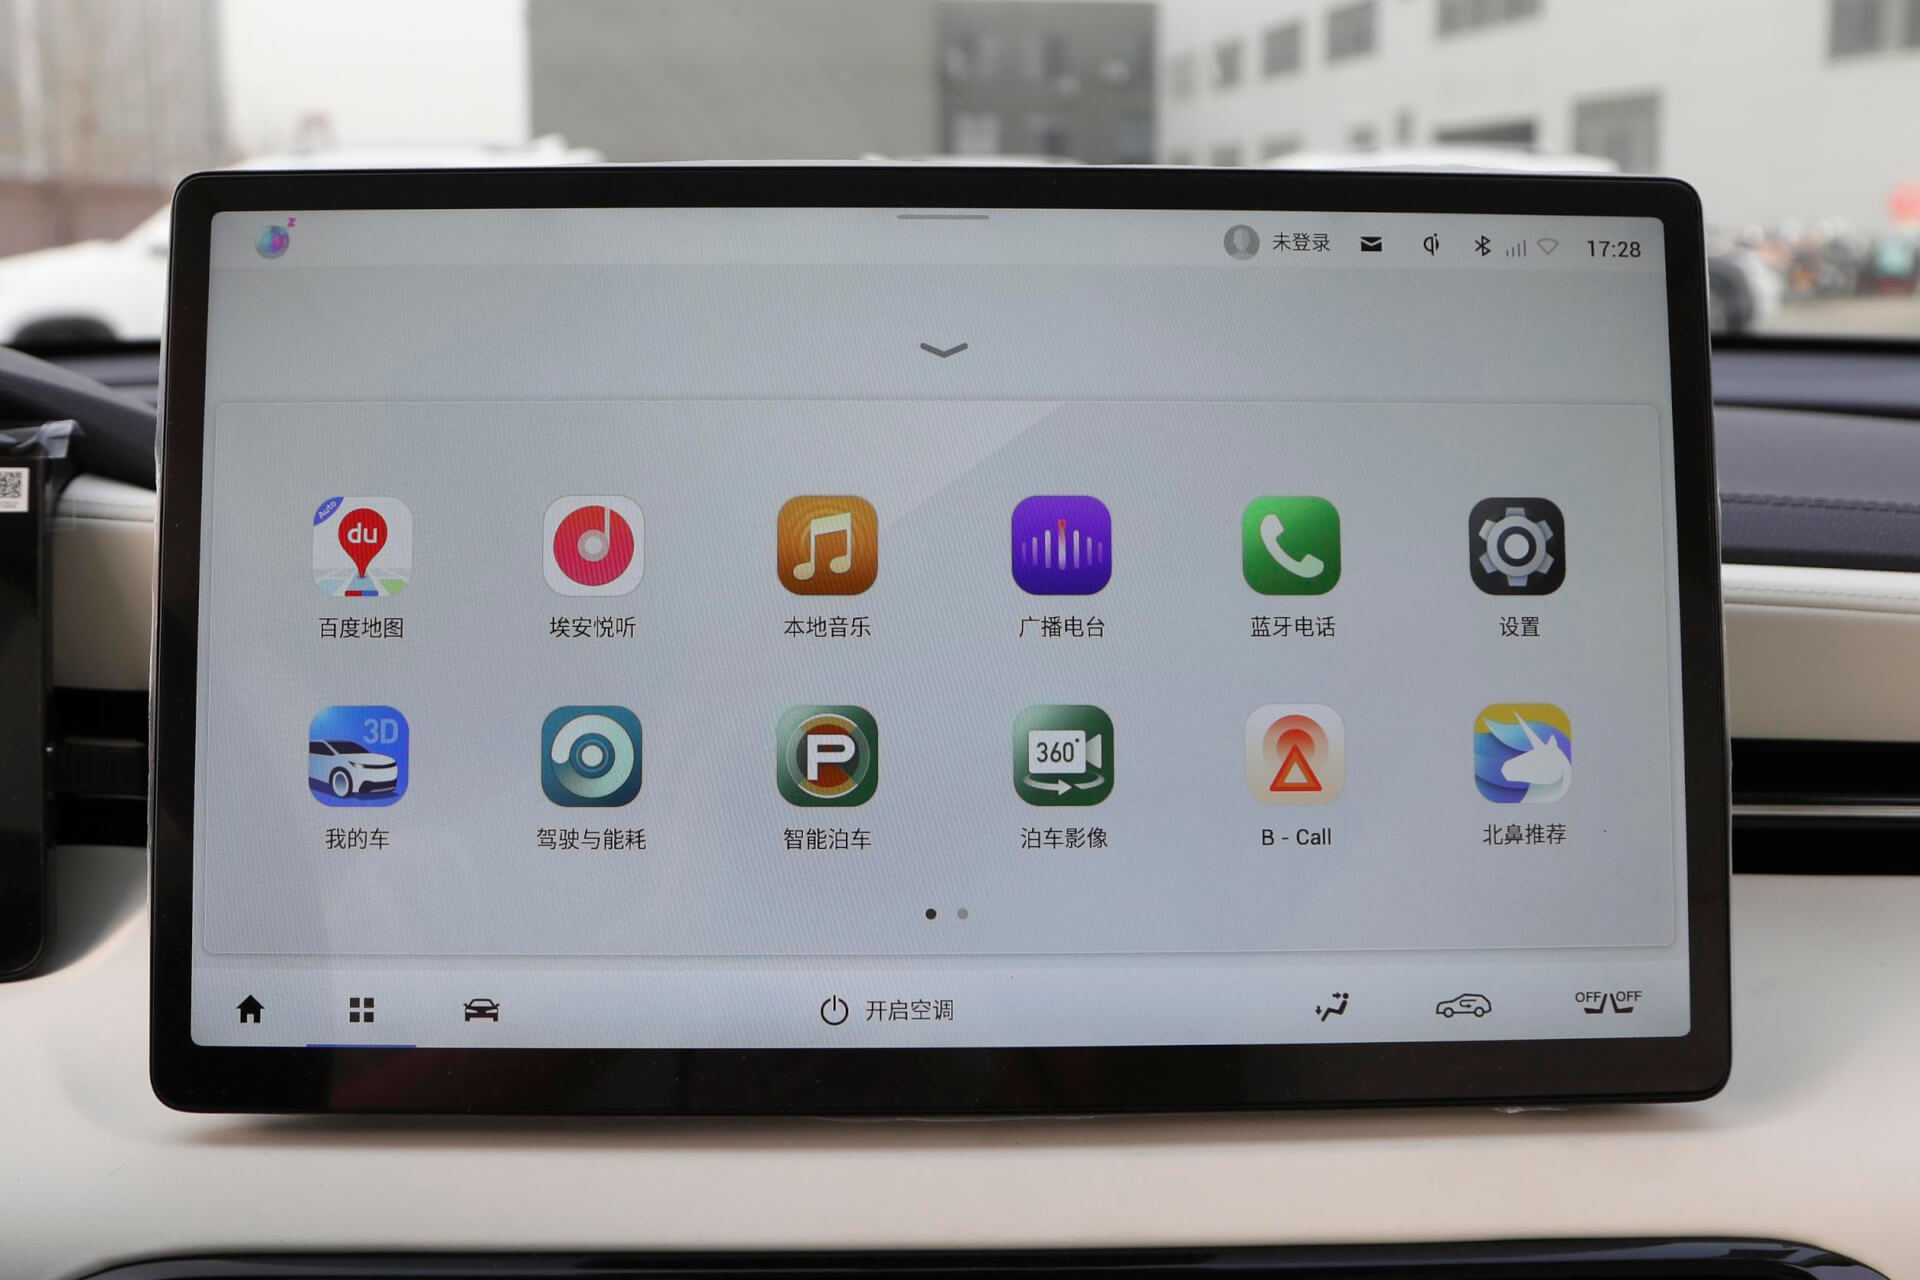 未登录 17:28
Auto
du
百度地图 埃安悦听 本地音乐 广播电台 蓝牙电话 设置
3D P 360°
我的车 驾驶与能耗 智能泊车 泊车影像 B - Call 北鼻推荐
开启空调 OFF OFF